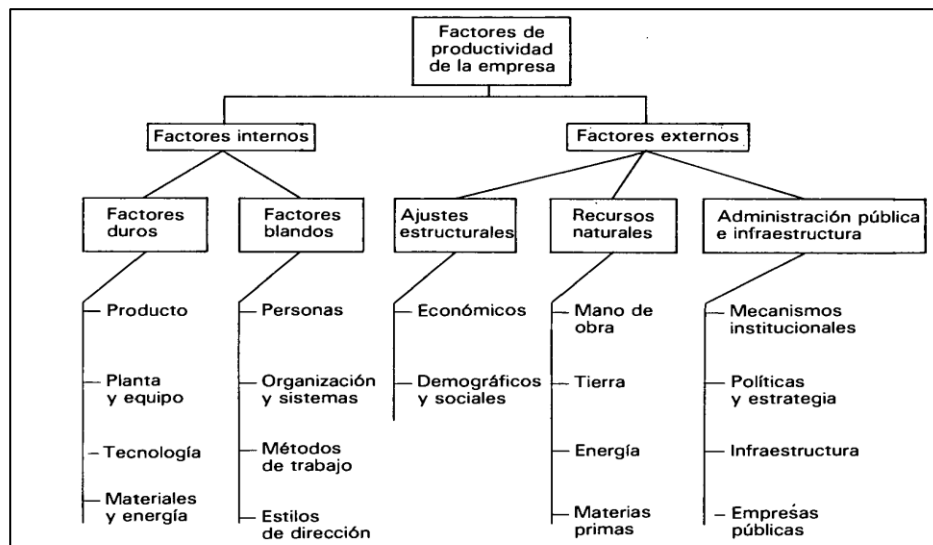 Factores de
productividad
de la empresa
Factores internos
Factores externos
Factores
duros
Factores
blandos
Ajustes
estructurales
Recursos
naturales
Administración pública
e infraestructura
Producto
Planta
y equipo
Tecnología
Materiales
y energía
Personas
Organización
y sistemas
Métodos
de trabajo
Estilos
de dirección
Económicos
Demográficos
y sociales
Mano de
obra
Tierra
Energía
Materias
primas
Mecanismos
institucionales
Políticas
y estrategia
Infraestructura
Empresas
públicas